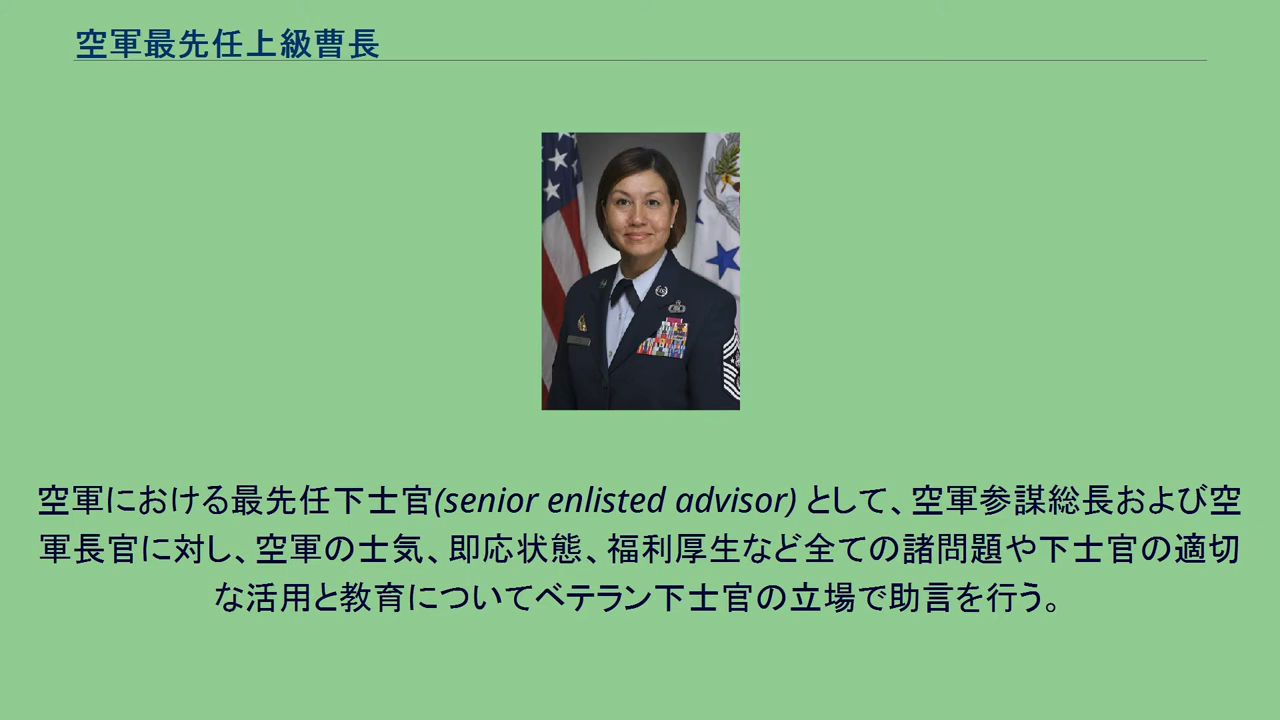 空軍最先任上級曹長
空軍における最先任下士官(senior enlisted advisor) として、空軍参謀総長および空
軍長官に対し、空軍の士気、即応状態、福利厚生など全ての諸問題や下士官の適切
な活用と教育についてベテラン下士官の立場で助言を行う。